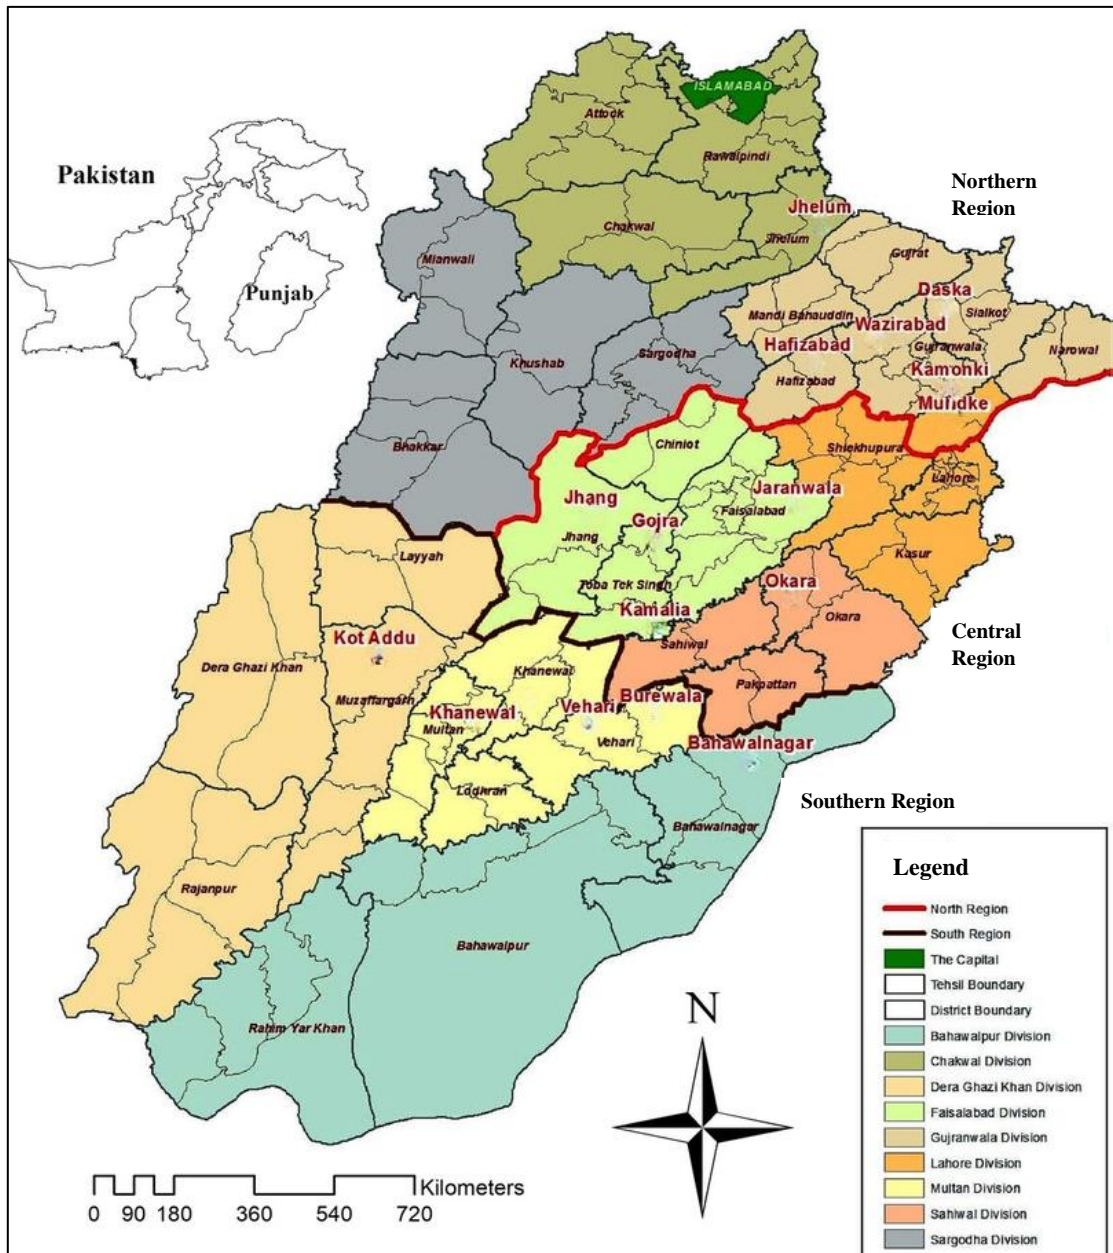 ISLAMABAD
Attock
Rawalpindi
Pakistan
Northern
Region
Jhelum
Chakwal
Jhelum
Gujrat
Mianwali
Punjab
Daska
Mandi Bahauddin
Sialkot
Wazirabad
Hafizabad
Gujranwala
Narowal
Sargodha
Khushab
Kamonki
Hafizabad
Muridke
Chiniot
Shiekhupura
Bhakkar
Lahore
Jaranwala
Jhang
Faisalabad
Gojra
Jhang
Kasur
Layyah
Toba Tek Singh
Okara
Kamalia
Okara
Central
Region
Kot Addu
Sahiwal
Dera Ghazi Khan
Khanewal
Pakpattan
Muzaffargarh
Burewala
Vehari
Khanewal
Multan
Vehari
Bahawalnagar
Lodhran
Southern Region
Bahawalnagar
Rajanpur
Bahawalpur
Rahim Yar Khan
Legend
North Region
South Region
The Capital
Tehsil Boundary
District Boundary
Bahawalpur Division
Chakwal Division
Dera Ghazi Khan Division
Faisalabad Division
Gujranwala Division
Lahore Division
Multan Division
Sahiwal Division
Sargodha Division
N
Kilometers
0 90 180 360 540 720